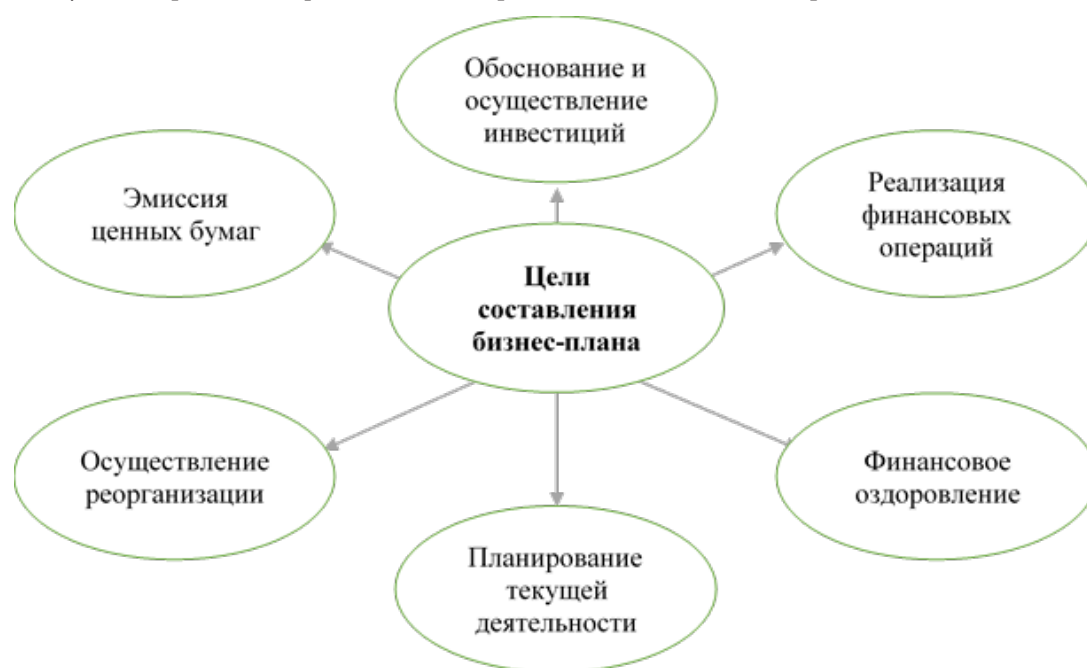 Обоснование и
осуществление
инвестиций
Эмиссия
ценных бумаг
Реализация
финансовых
операций
Цели
составления
бизнес-плана
Осуществление
реорганизации
Финансовое
оздоровление
Планирование
текущей
деятельности